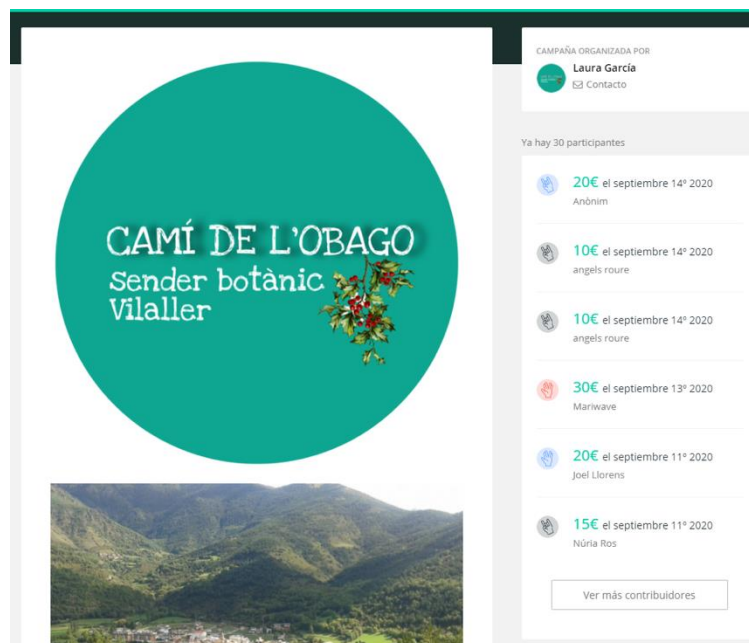 CAMÍ DE L'OBAGO
sender botànic
Vilaller
CAMPAÑA ORGANIZADA POR
Laura García
Contacto
Ya hay 30 participantes
20€ el septiembre 14º 2020
Anònim
10€ el septiembre 14º 2020
angels roure
10€ el septiembre 14º 2020
angels roure
30€ el septiembre 13º 2020
Mariwave
20€ el septiembre 11º 2020
Joel Llorens
15€ el septiembre 11º 2020
Núria Ros
Ver más contribuidores